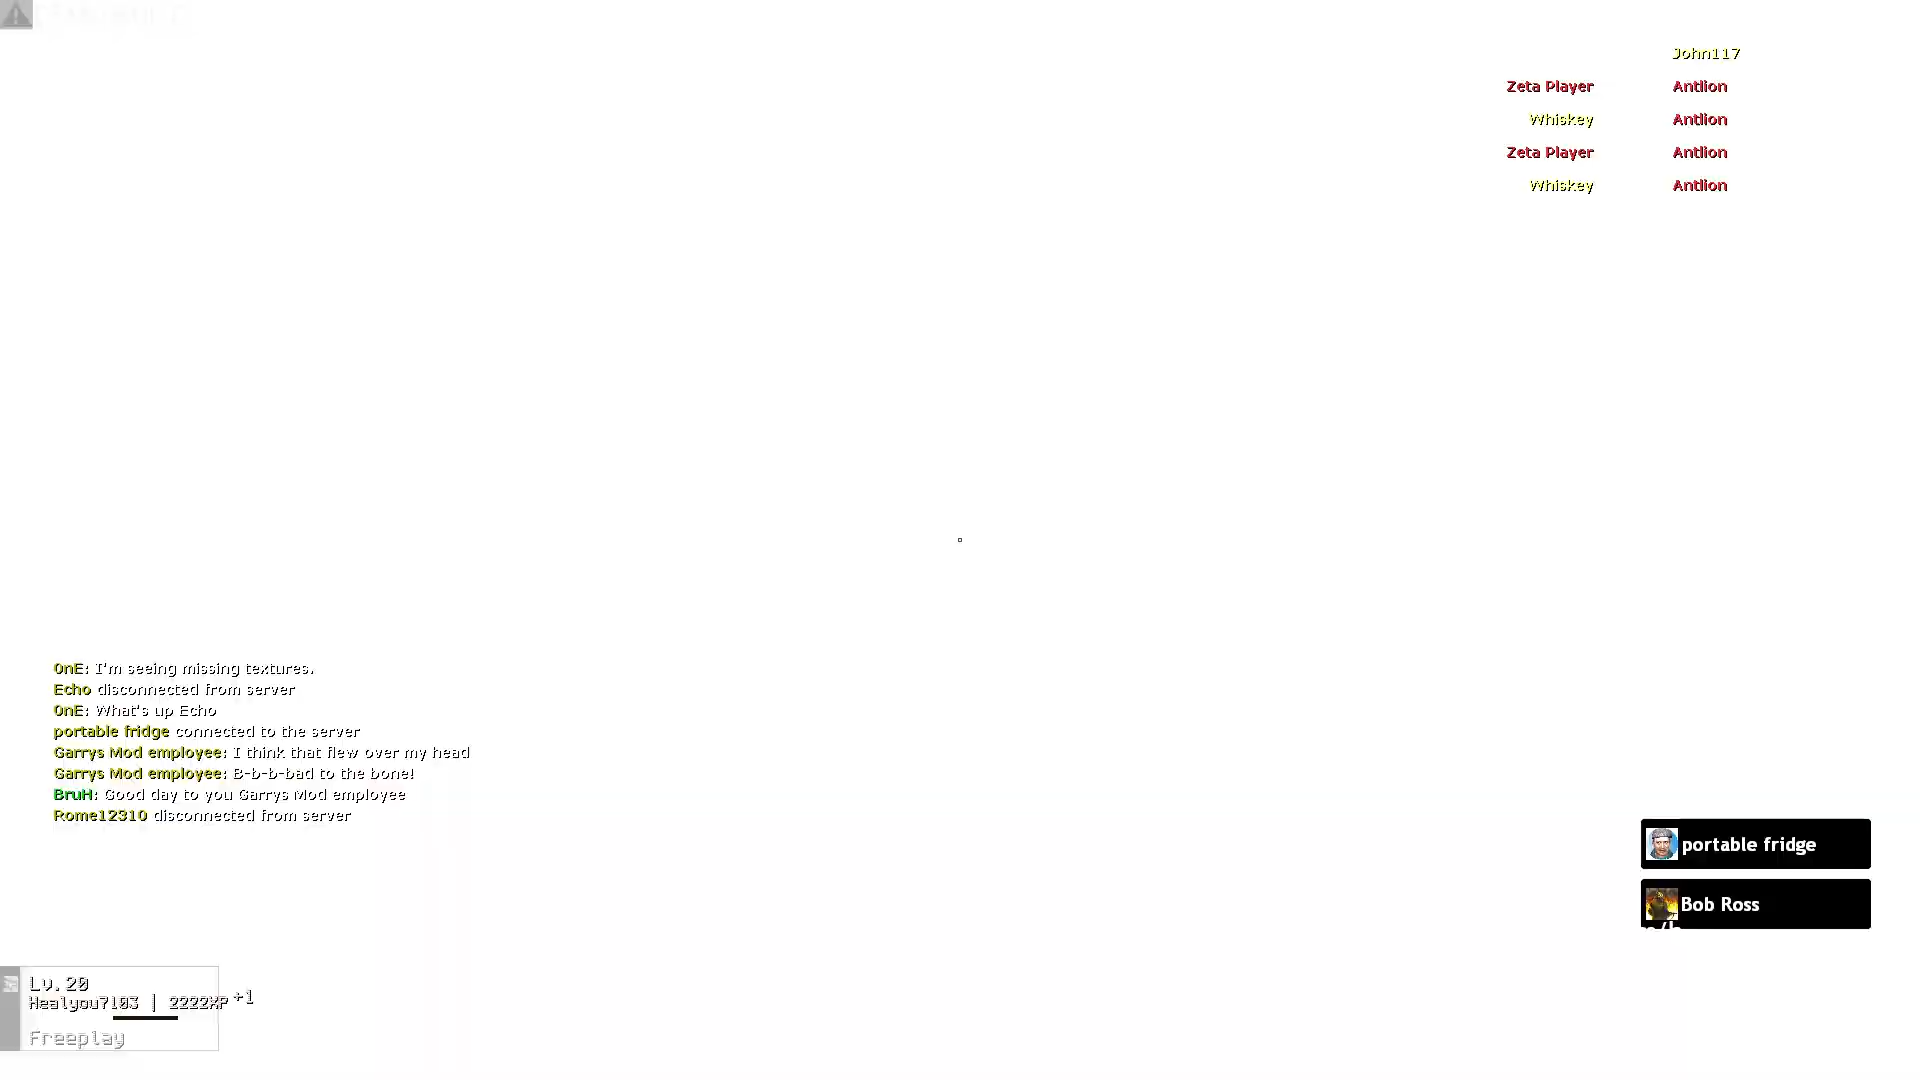 John117
Zeta Player Antlion
Whiskey Antlion
Zeta Player Antlion
Whiskey Antlion
0nE: I'm seeing missing textures.
Echo disconnected from server
0nE: What's up Echo
portable fridge connected to the server
Garrys Mod employee: I think that flew over my head
Garrys Mod employee: B-b-b-bad to the bone!
BruH: Good day to you Garrys Mod employee
Rome12310 disconnected from server
portable fridge
Bob Ross
Lv.20
Healyou7103 | 2222XP +1
Freeplay